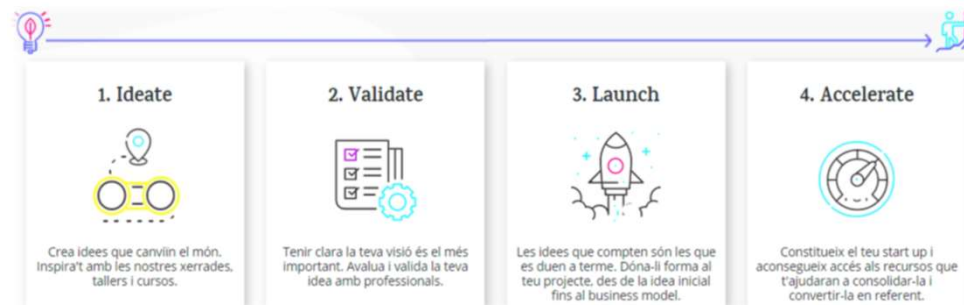 1. Ideate
Crea idees que canviïn el món.
Inspira't amb les nostres xerrades,
tallers i cursos.
2. Validate
Tenir clara la teva visió és el més
important. Avalua i valida la teva
idea amb professionals.
3. Launch
Les idees que compten són les que
es duen a terme. Dóna-li forma al
teu projecte, des de la idea inicial
fins al business model.
4. Accelerate
Constitueix el teu start up i
aconsegueix accés als recursos que
t'ajudaran a consolidar-la i
convertir-la en referent.